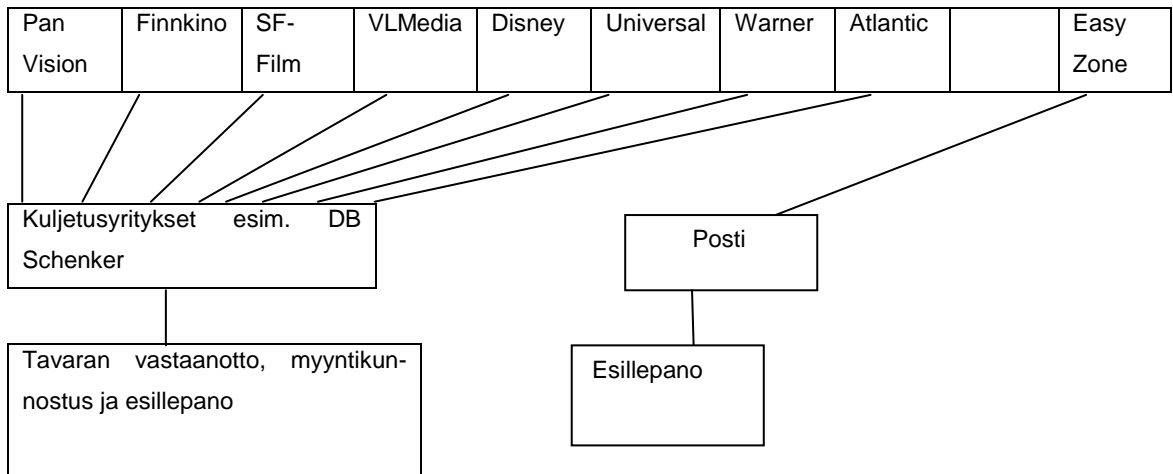 Pan
Vision
Finnkino
SF-
Film
VLMedia
Disney
Universal
Warner
Atlantic
Easy
Zone
Kuljetusyritykset esim. DB
Schenker
Posti
Tavaran vastaanotto, myyntikun-
nostus ja esillepano
Esillepano